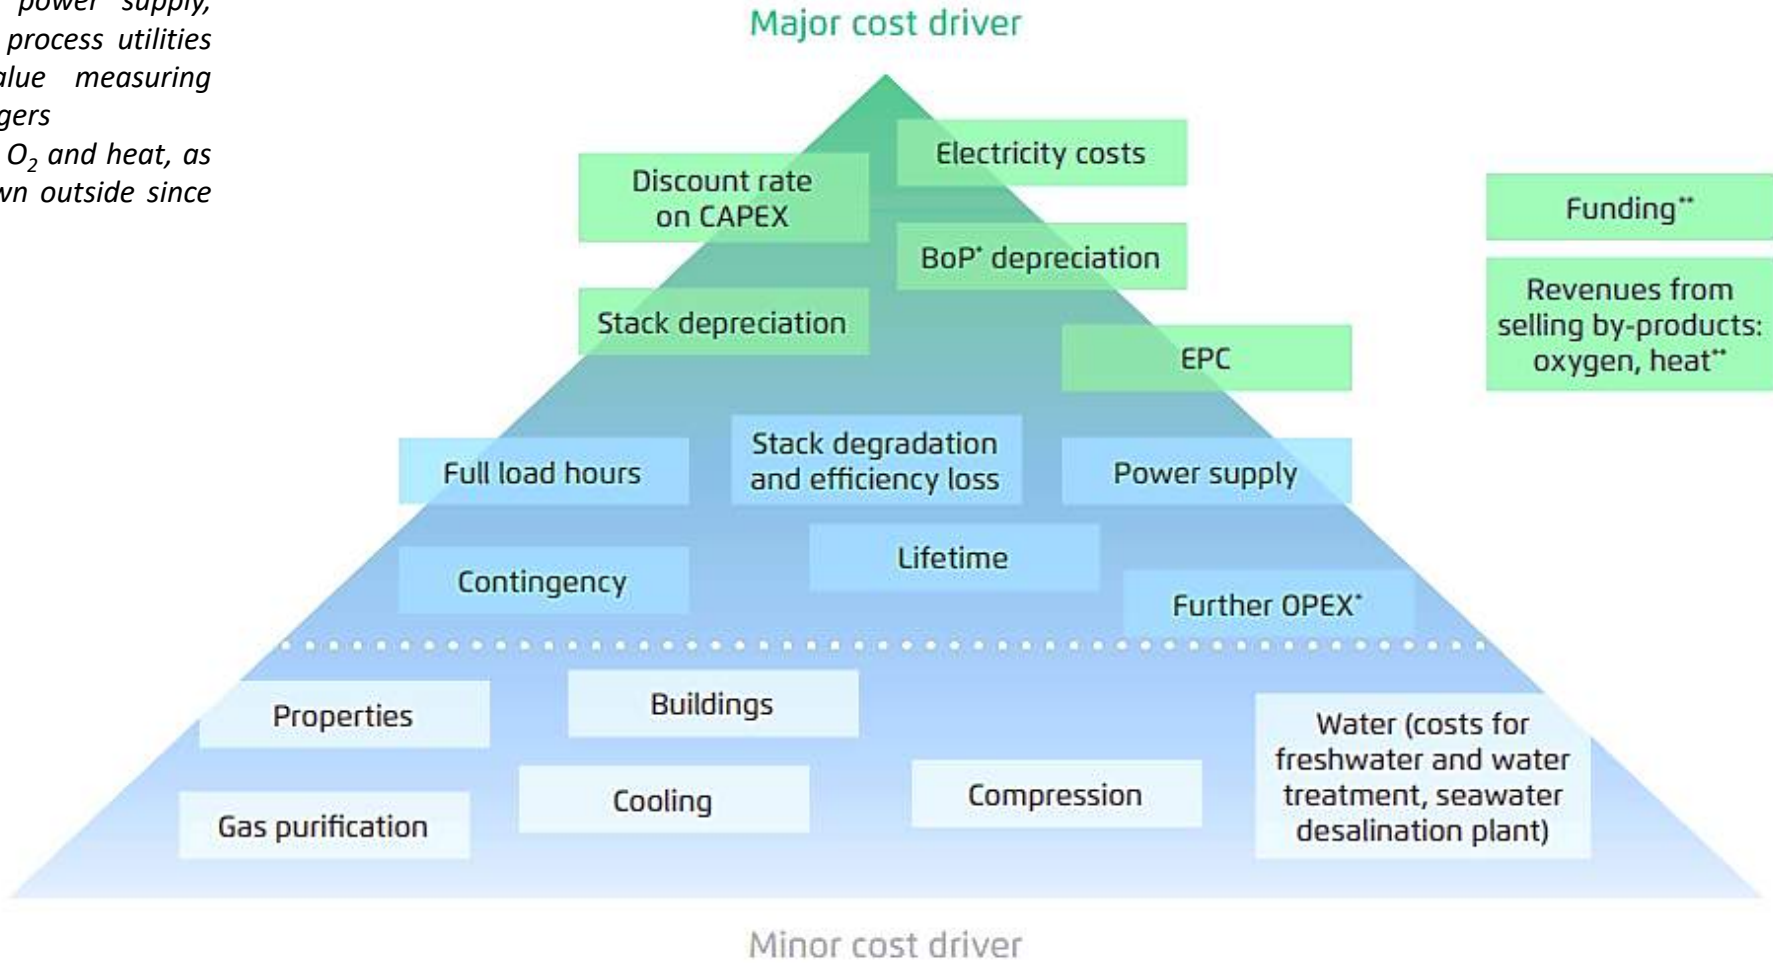 power supply,
process utilities
measuring
O₂ and heat, as
outside since
Major cost driver
Electricity costs
Discount rate
on CAPEX
BoP* depreciation
Stack depreciation
EPC
Funding**
Revenues from
selling by-products:
oxygen, heat**
Full load hours
Stack degradation
and efficiency loss
Power supply
Contingency
Lifetime
Further OPEX*
Properties
Buildings
Water (costs for
freshwater and water
treatment, seawater
desalination plant)
Gas purification
Cooling
Compression
Minor cost driver